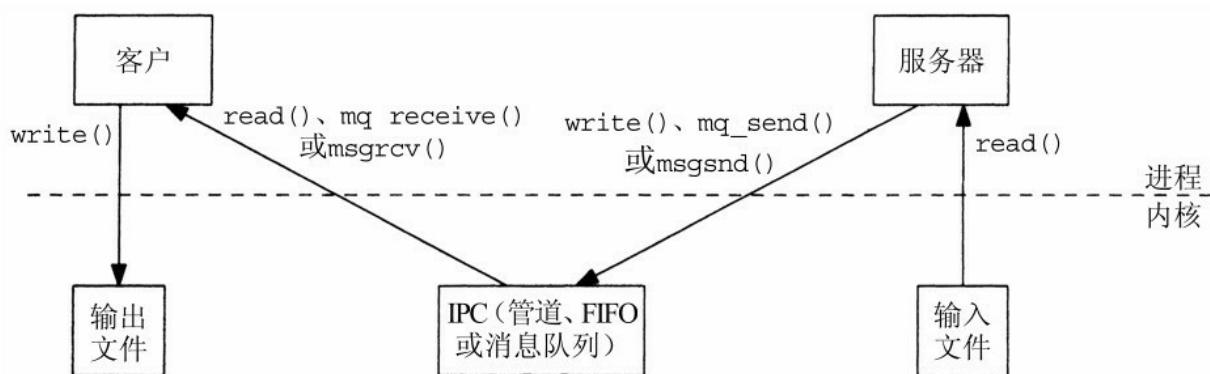 客户
服务器
write()
read()、mq receive()
或msgrcv()
write()、mq_send()
或msgsnd()
read()
进程
内核
输出
文件
IPC（管道、FIFO
或消息队列）
输入
文件